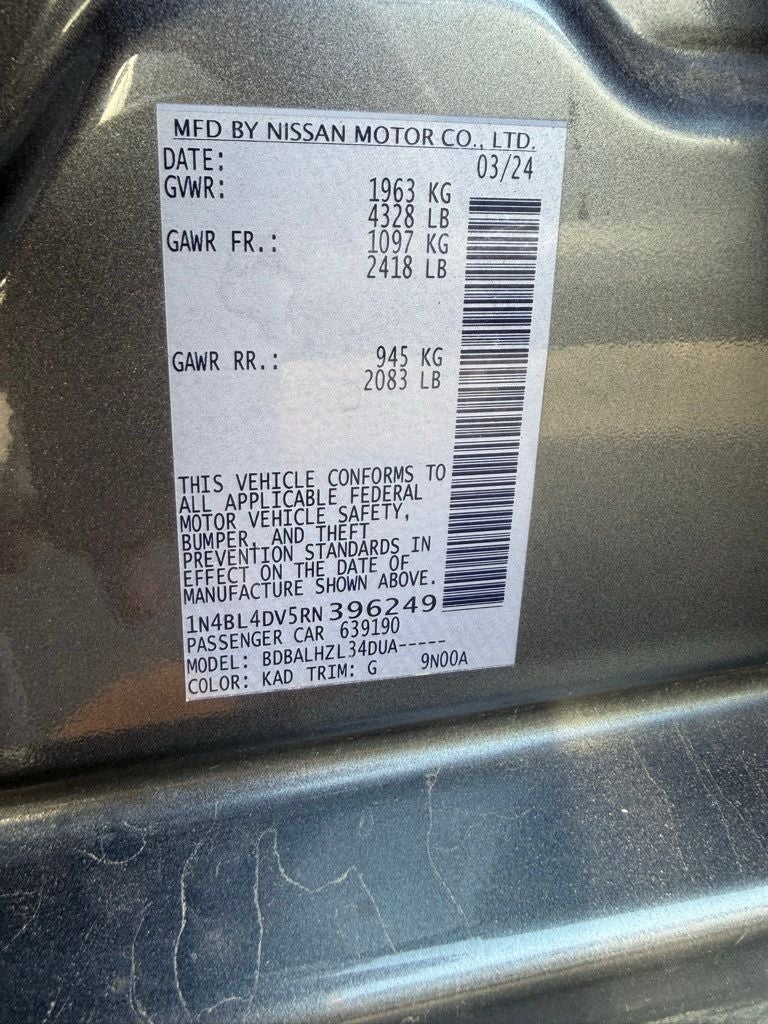 MFD BY NISSAN MOTOR CO., LTD.
DATE: 03/24
GVWR: 1963 KG
4328 LB
GAWR FR.: 1097 KG
2418 LB
GAWR RR.: 945 KG
2083 LB
THIS VEHICLE CONFORMS TO
ALL APPLICABLE FEDERAL
MOTOR VEHICLE SAFETY,
BUMPER, AND THEFT
PREVENTION STANDARDS IN
EFFECT ON THE DATE OF
MANUFACTURE SHOWN ABOVE.
1N4BL4DV5RN396249
PASSENGER CAR 639190
MODEL: BDBALHZL34DUA-----
COLOR: KAD TRIM: G 9N00A